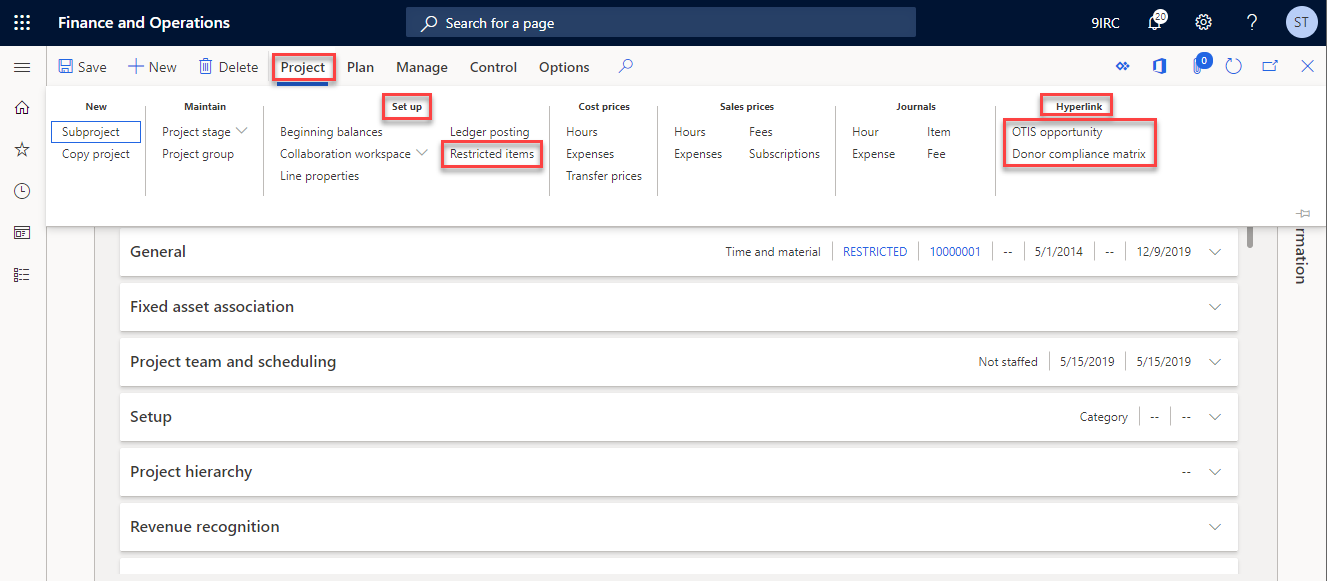 Finance and Operations
Search for a page
9IRC
20
ST
Save
New
Delete
Project
Plan
Manage
Control
Options
0
New
Subproject
Copy project
Maintain
Project stage
Project group
Set up
Beginning balances
Collaboration workspace
Line properties
Ledger posting
Restricted items
Cost prices
Hours
Expenses
Transfer prices
Sales prices
Hours
Expenses
Fees
Subscriptions
Journals
Hour
Expense
Item
Fee
Hyperlink
OTIS opportunity
Donor compliance matrix
General Time and material RESTRICTED 10000001 -- 5/1/2014 -- 12/9/2019
Fixed asset association
Project team and scheduling Not staffed 5/15/2019 5/15/2019
Setup Category -- --
Project hierarchy --
Revenue recognition
rmation